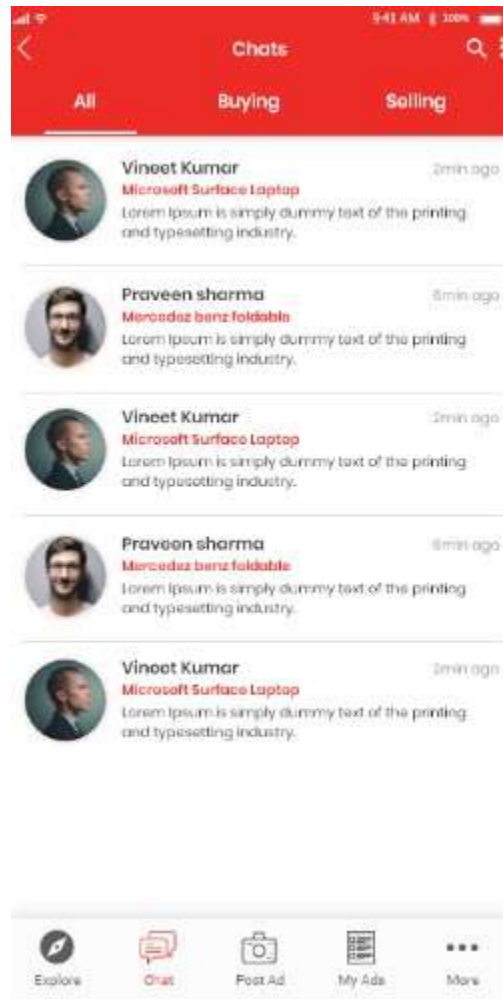 9:41 AM 100%
Chats
All Buying Selling
Vineet Kumar 2min ago
Microsoft Surface Laptop
Lorem Ipsum is simply dummy text of the printing
and typesetting industry.
Praveen sharma 6min ago
Mercedez benz foldable
Lorem Ipsum is simply dummy text of the printing
and typesetting industry.
Vineet Kumar 2min ago
Microsoft Surface Laptop
Lorem Ipsum is simply dummy text of the printing
and typesetting industry.
Praveen sharma 6min ago
Mercedez benz foldable
Lorem Ipsum is simply dummy text of the printing
and typesetting industry.
Vineet Kumar 2min ago
Microsoft Surface Laptop
Lorem Ipsum is simply dummy text of the printing
and typesetting industry.
Explore Chat Post Ad My Ads More